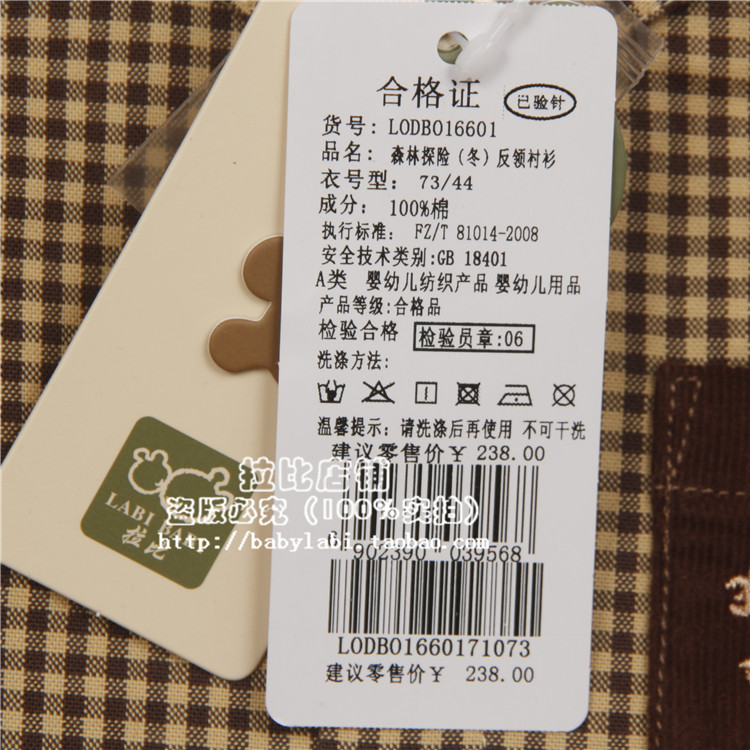 合格证
已验针
货号: LODB016601
品名: 森林探险（冬）反领衬衫
衣号型: 73/44
成分: 100%棉
执行标准: FZ/T 81014-2008
安全技术类别:GB 18401
A类 婴幼儿纺织产品 婴幼儿用品
产品等级:合格品
检验合格 检验员章:06
洗涤方法:
温馨提示: 请洗涤后再使用 不可干洗
建议零售价￥ 238.00
拉比店铺
盗版必究（100%实拍）
http://babylabi.taobao.com
LABI
拉比
902390 039568
LODB01660171073
建议零售价￥ 238.00